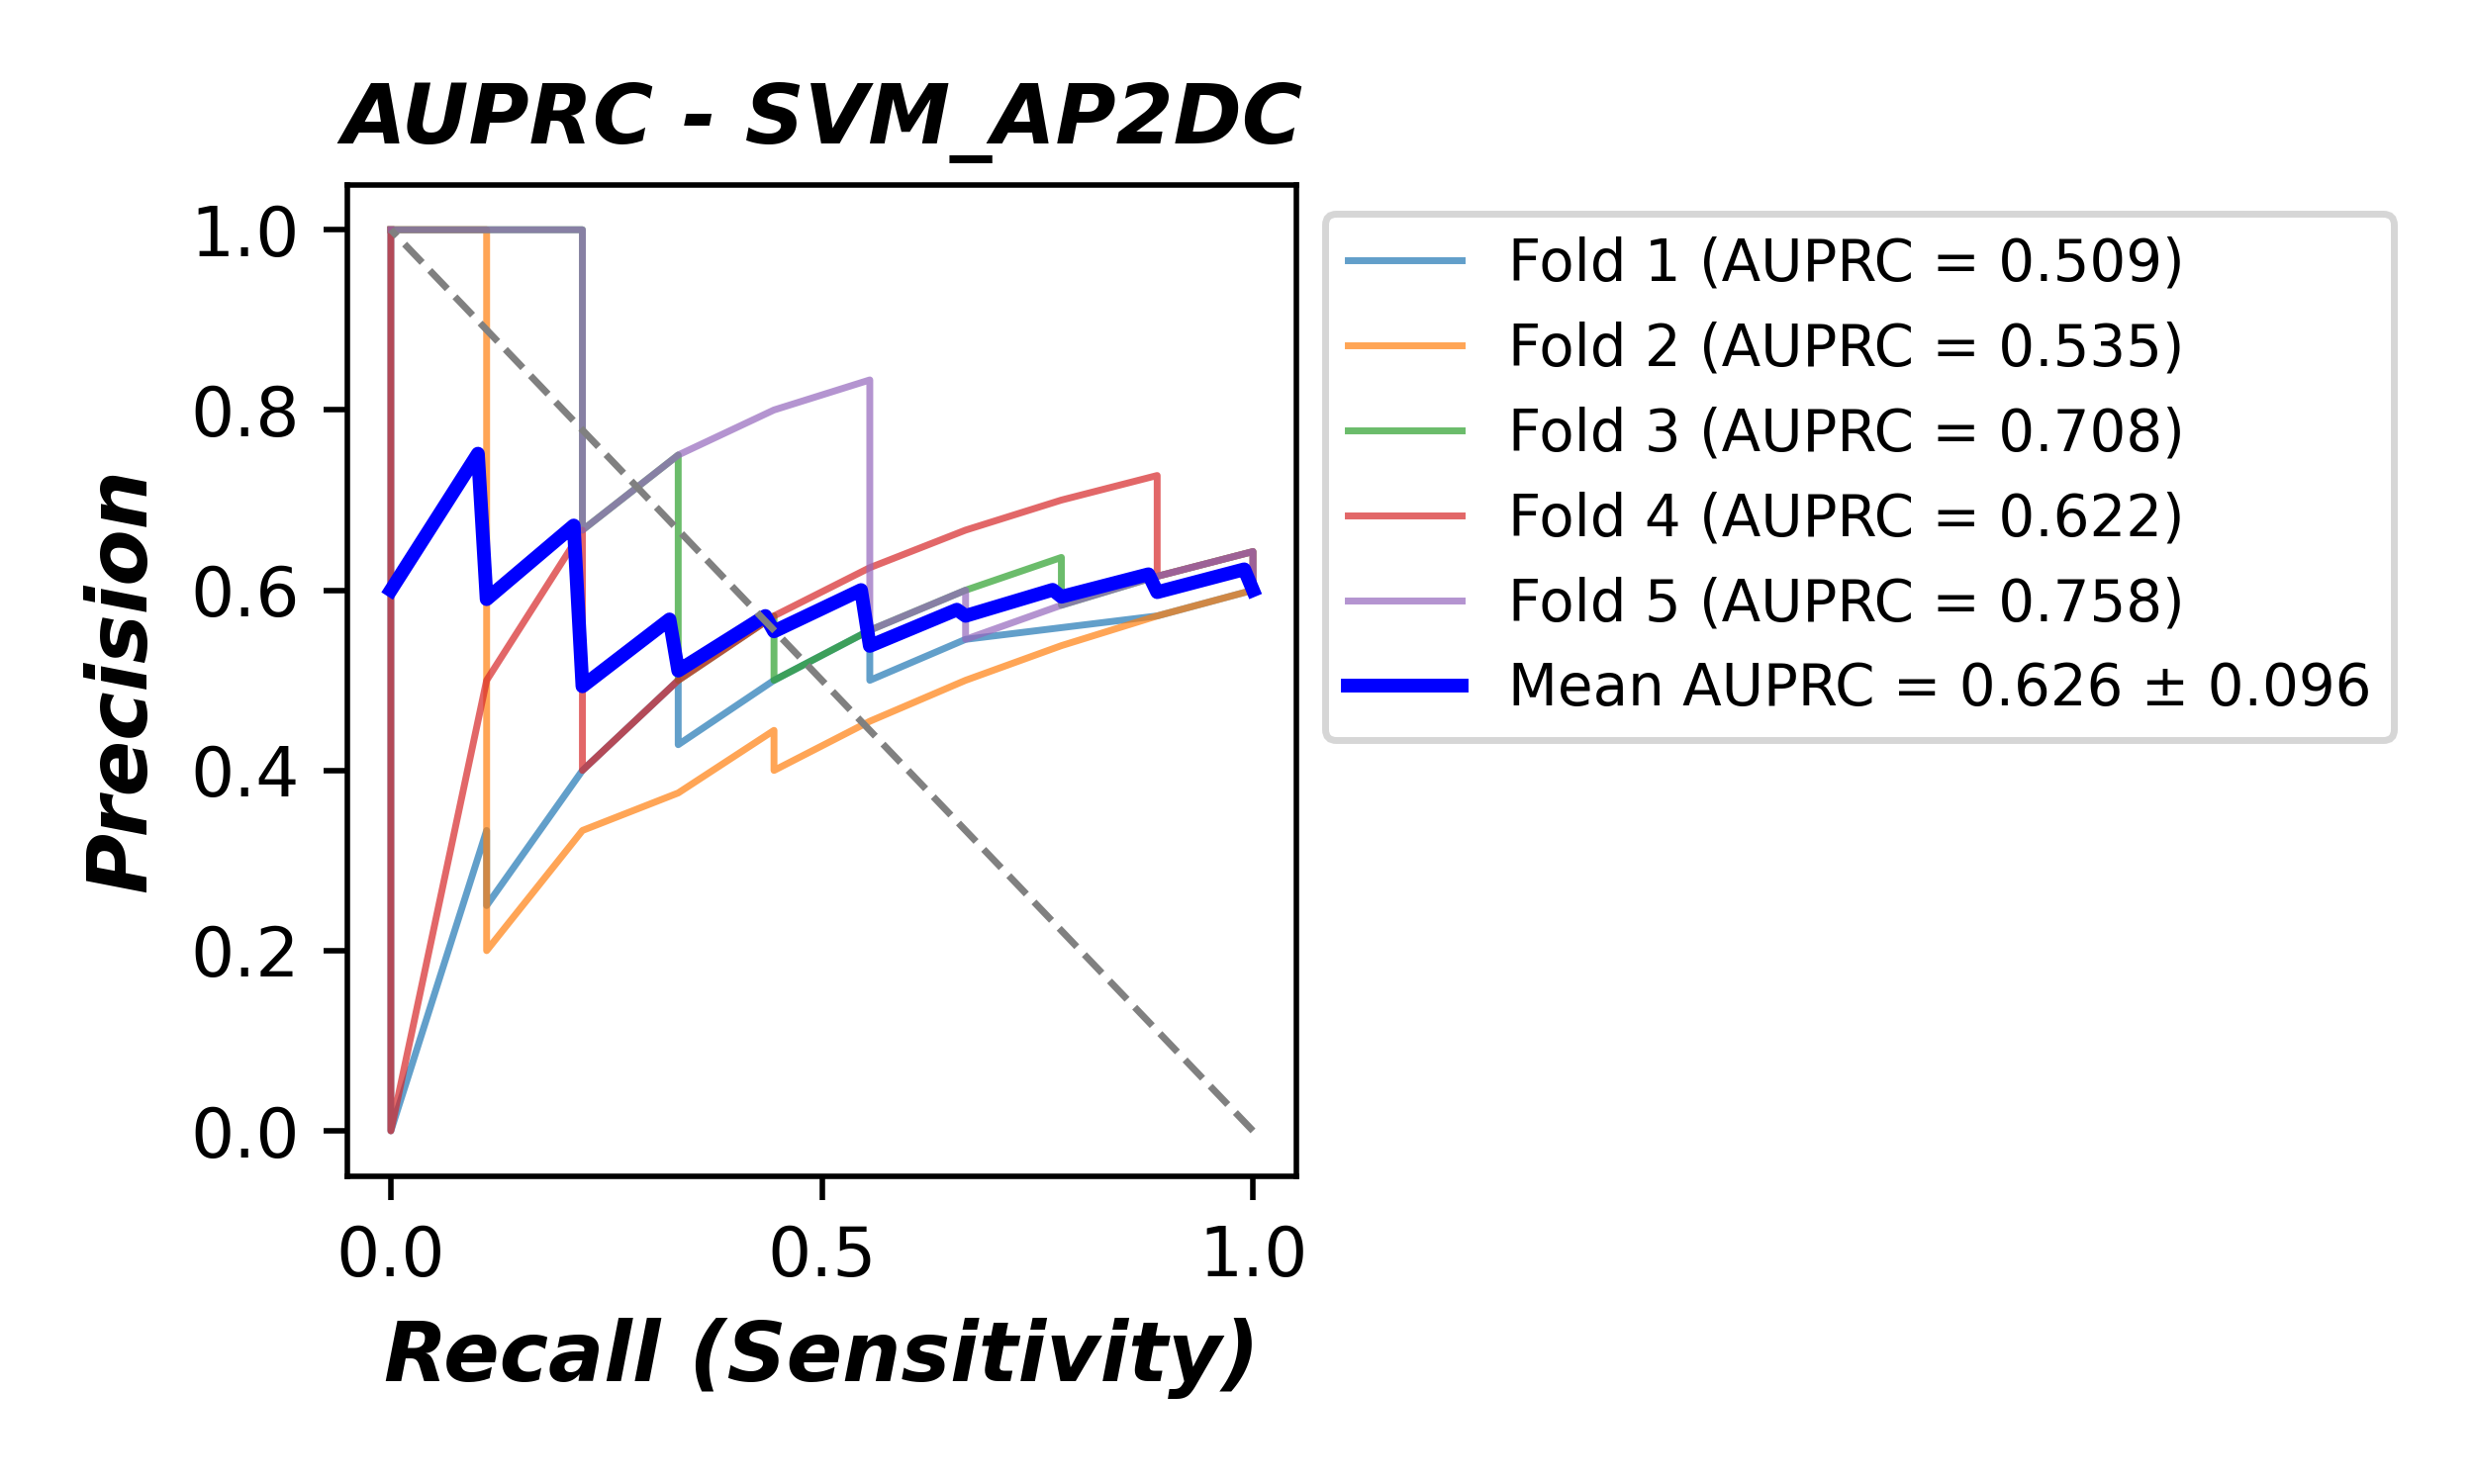 AUPRC - SVM_AP2DC
Precision
1.0
0.8
0.6
0.4
0.2
0.0
0.0
0.5
1.0
Recall (Sensitivity)
Fold 1 (AUPRC = 0.509)
Fold 2 (AUPRC = 0.535)
Fold 3 (AUPRC = 0.708)
Fold 4 (AUPRC = 0.622)
Fold 5 (AUPRC = 0.758)
Mean AUPRC = 0.626 ± 0.096